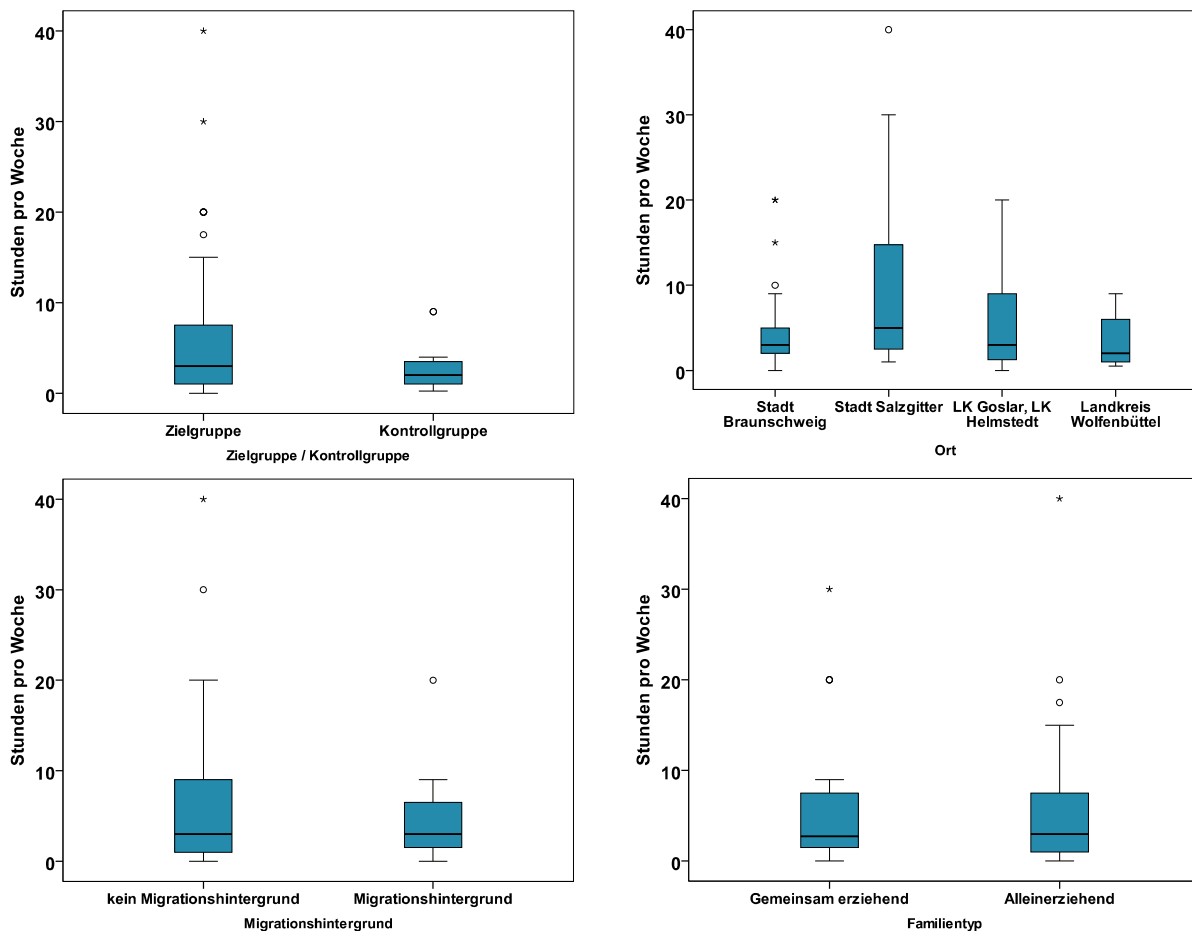 Stunden pro Woche
40
30
20
10
0
Zielgruppe
Kontrollgruppe
Zielgruppe / Kontrollgruppe
Stunden pro Woche
40
30
20
10
0
Stadt
Braunschweig
Stadt Salzgitter
LK Goslar, LK
Helmstedt
Landkreis
Wolfenbüttel
Ort
Stunden pro Woche
40
30
20
10
0
kein Migrationshintergrund
Migrationshintergrund
Migrationshintergrund
Stunden pro Woche
40
30
20
10
0
Gemeinsam erziehend
Alleinerziehend
Familientyp